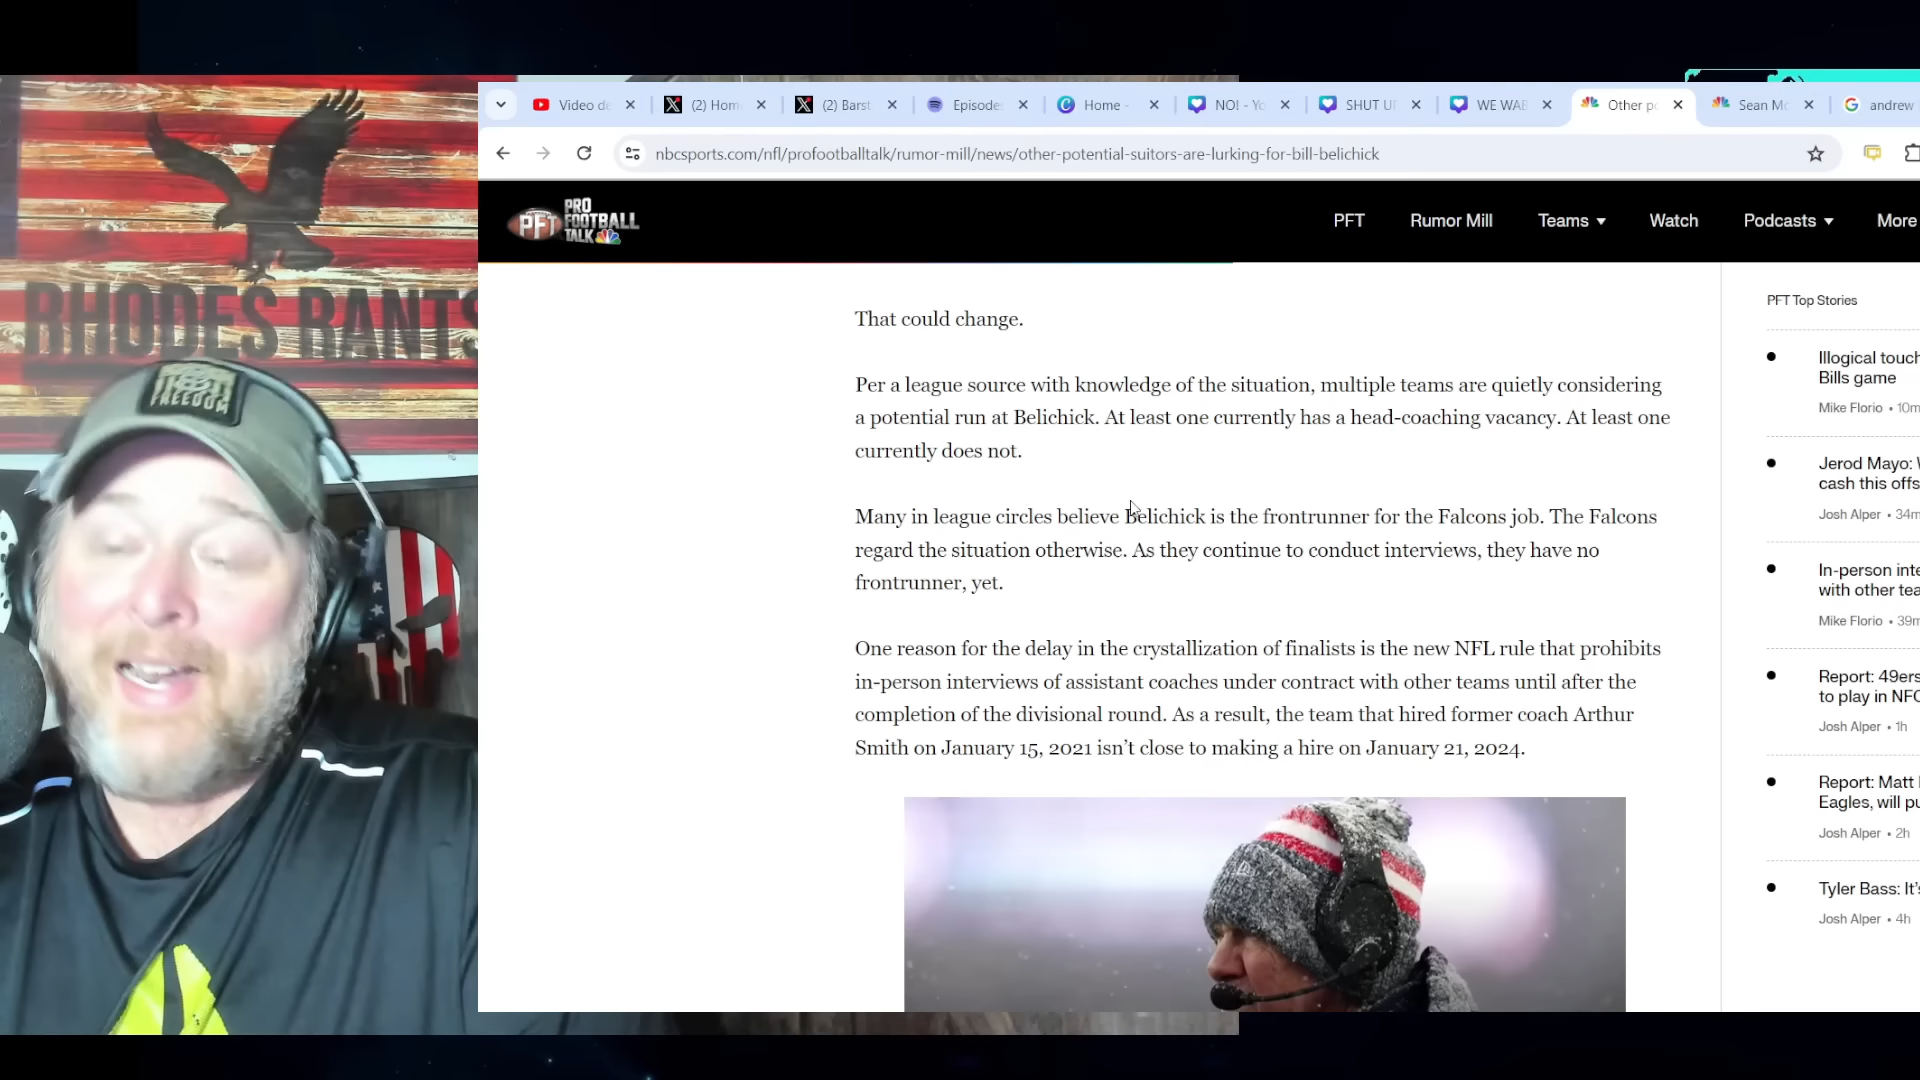 Video de
(2) Hom
(2) Barst
Episode
Home -
NO! - Yo
SHUT U
WE WAB
Other p
Sean Mc
andrew
nbcsports.com/nfl/profootballtalk/rumor-mill/news/other-potential-suitors-are-lurking-for-bill-belichick
PFT
PRO
FOOTBALL
TALK
PFT
Rumor Mill
Teams
Watch
Podcasts
More
RHODES RANTS
FREEDOM
That could change.
Per a league source with knowledge of the situation, multiple teams are quietly considering
a potential run at Belichick. At least one currently has a head-coaching vacancy. At least one
currently does not.
Many in league circles believe Belichick is the frontrunner for the Falcons job. The Falcons
regard the situation otherwise. As they continue to conduct interviews, they have no
frontrunner, yet.
One reason for the delay in the crystallization of finalists is the new NFL rule that prohibits
in-person interviews of assistant coaches under contract with other teams until after the
completion of the divisional round. As a result, the team that hired former coach Arthur
Smith on January 15, 2021 isn't close to making a hire on January 21, 2024.
PFT Top Stories
Illogical touch
Bills game
Mike Florio • 10m
Jerod Mayo: W
cash this offs
Josh Alper • 34m
In-person inte
with other tea
Mike Florio • 39m
Report: 49ers
to play in NFC
Josh Alper • 1h
Report: Matt
Eagles, will pu
Josh Alper • 2h
Tyler Bass: It's
Josh Alper • 4h